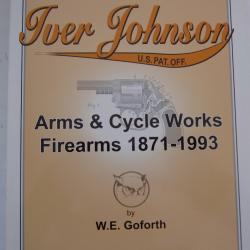 Iver Johnson
U.S. PAT. OFF.
Arms & Cycle Works
Firearms 1871-1993
by
W.E. Goforth